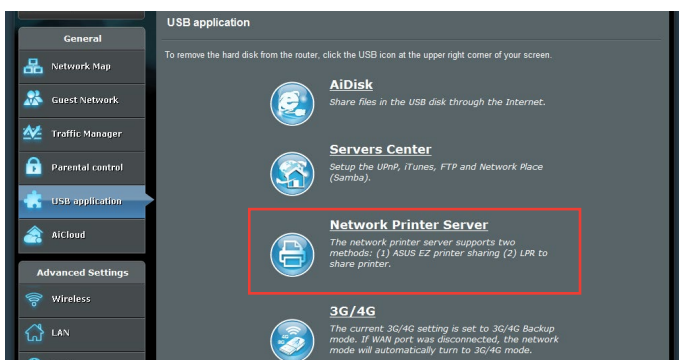 USB application
General
To remove the hard disk from the router, click the USB icon at the upper right corner of your screen.
Network Map
Guest Network
Traffic Manager
Parental control
USB application
AiCloud
Advanced Settings
Wireless
LAN
AiDisk
Share files in the USB disk through the Internet.
Servers Center
Setup the UPnP, iTunes, FTP and Network Place
(Samba).
Network Printer Server
The network printer server supports two
methods: (1) ASUS EZ printer sharing (2) LPR to
share printer.
3G/4G
The current 3G/4G setting is set to 3G/4G Backup
mode. If WAN port was disconnected, the network
mode will automatically turn to 3G/4G mode.